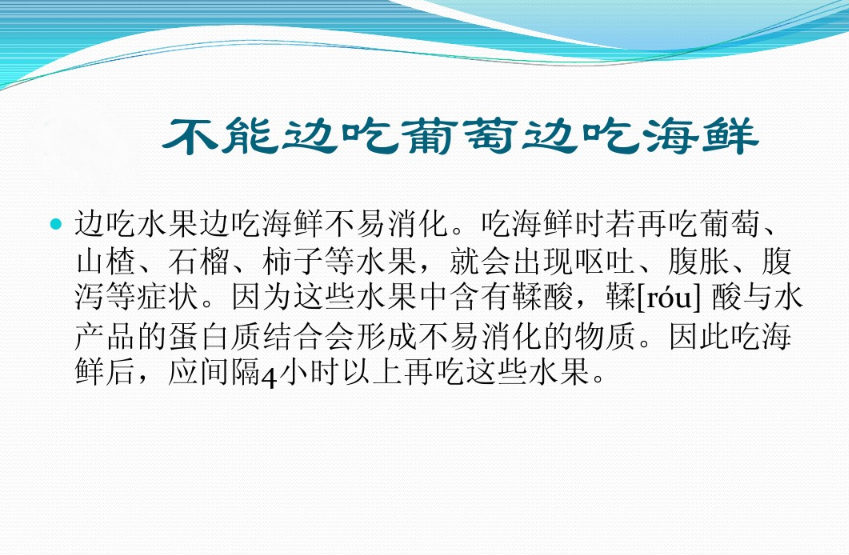 不能边吃葡萄边吃海鲜
• 边吃水果边吃海鲜不易消化。吃海鲜时若再吃葡萄、
山楂、石榴、柿子等水果，就会出现呕吐、腹胀、腹
泻等症状。因为这些水果中含有鞣酸，鞣[róu] 酸与水
产品的蛋白质结合会形成不易消化的物质。因此吃海
鲜后，应间隔4小时以上再吃这些水果。